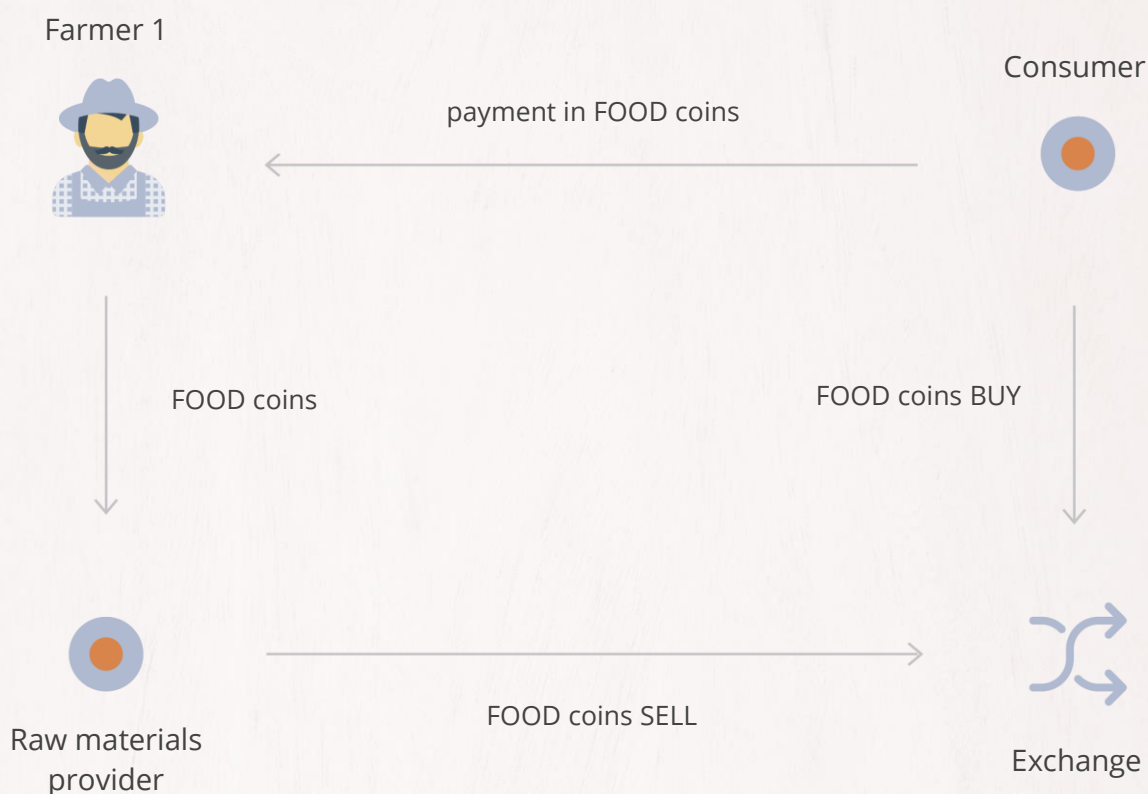 Farmer 1
Consumer
payment in FOOD coins
FOOD coins
FOOD coins BUY
FOOD coins SELL
Raw materials
provider
Exchange